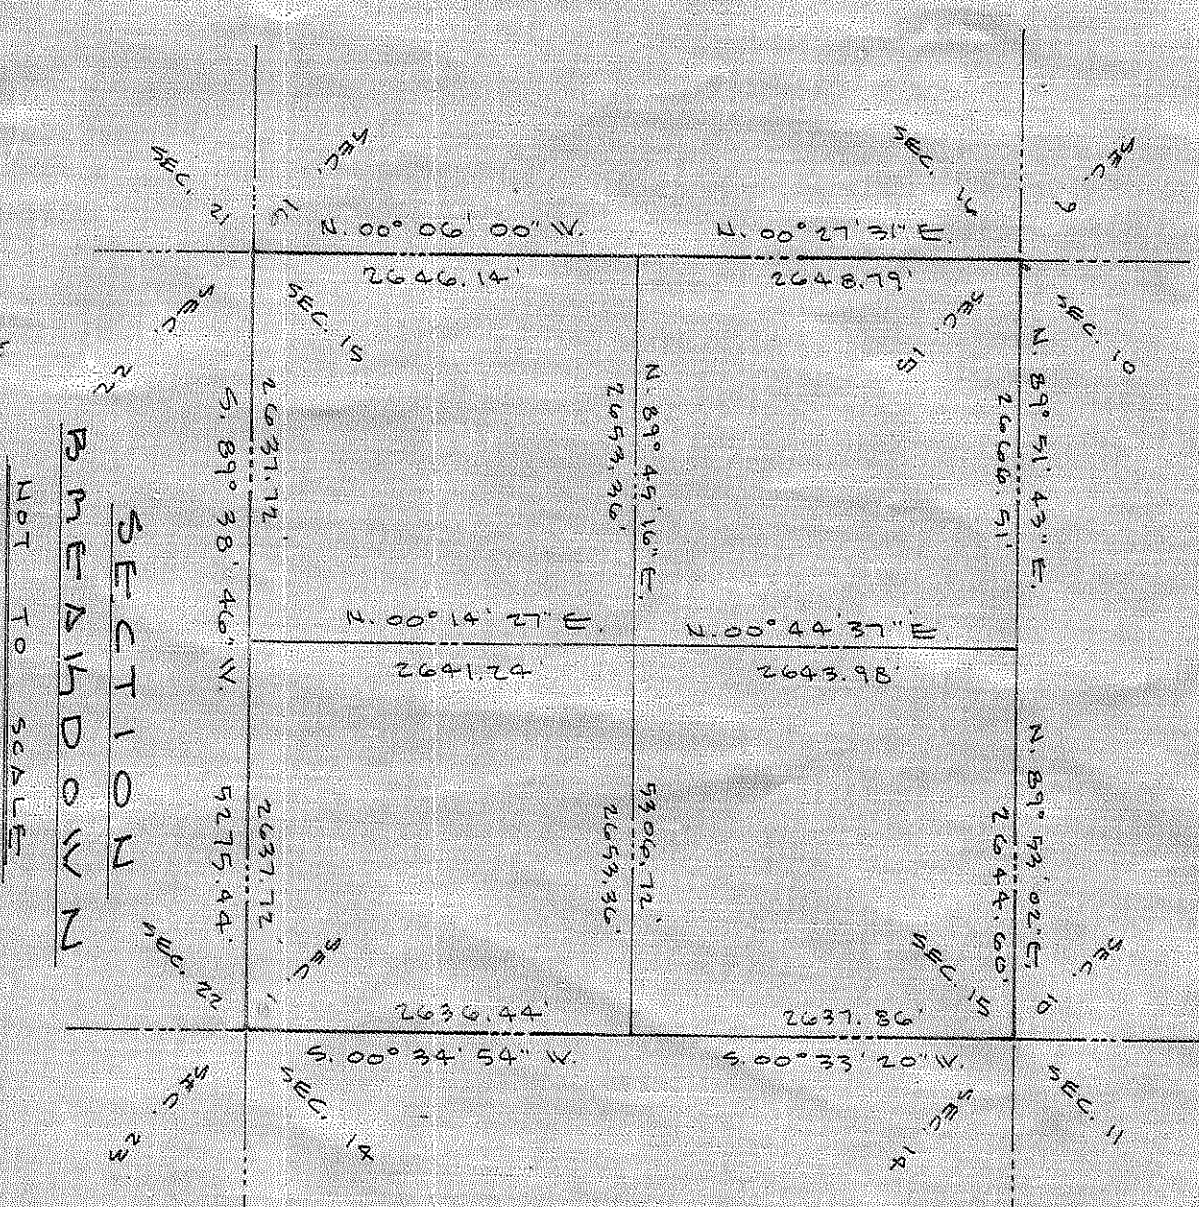 SEC. 21
SEC. 16
N. 00° 06' 00" W.
2646.14'
SEC. 16
SEC. 9
N. 00° 27' 31" E.
2648.79'
SEC. 22
SEC. 15
SEC. 15
SEC. 10
N. 89° 51' 43" E.
2666.51'
N. 89° 45' 16" E.
2653.36'
2637.72'
S. 89° 38' 46" W.
N. 00° 14' 27" E.
2641.24'
N. 00° 44' 37" E
2643.98'
N. 89° 53' 02" E.
2644.60'
5306.72'
2653.36'
2637.72'
5275.44'
SEC. 22
SEC.
2636.44'
S. 00° 34' 54" W.
SEC. 15
SEC. 10
2637.86'
S. 00° 33' 20" W.
SEC. 23
SEC. 14
SEC. 14
SEC. 11
SECTION
BREAKDOWN
NOT TO SCALE